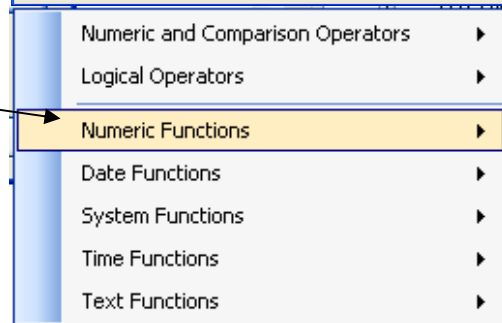 Numeric and Comparison Operators
Logical Operators
Numeric Functions
Date Functions
System Functions
Time Functions
Text Functions